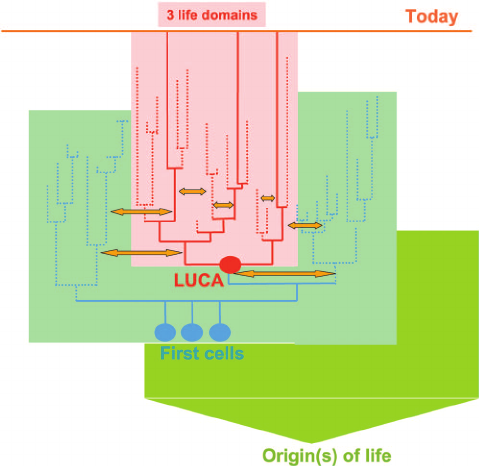 3 life domains
Today
LUCA
First cells
Origin(s) of life